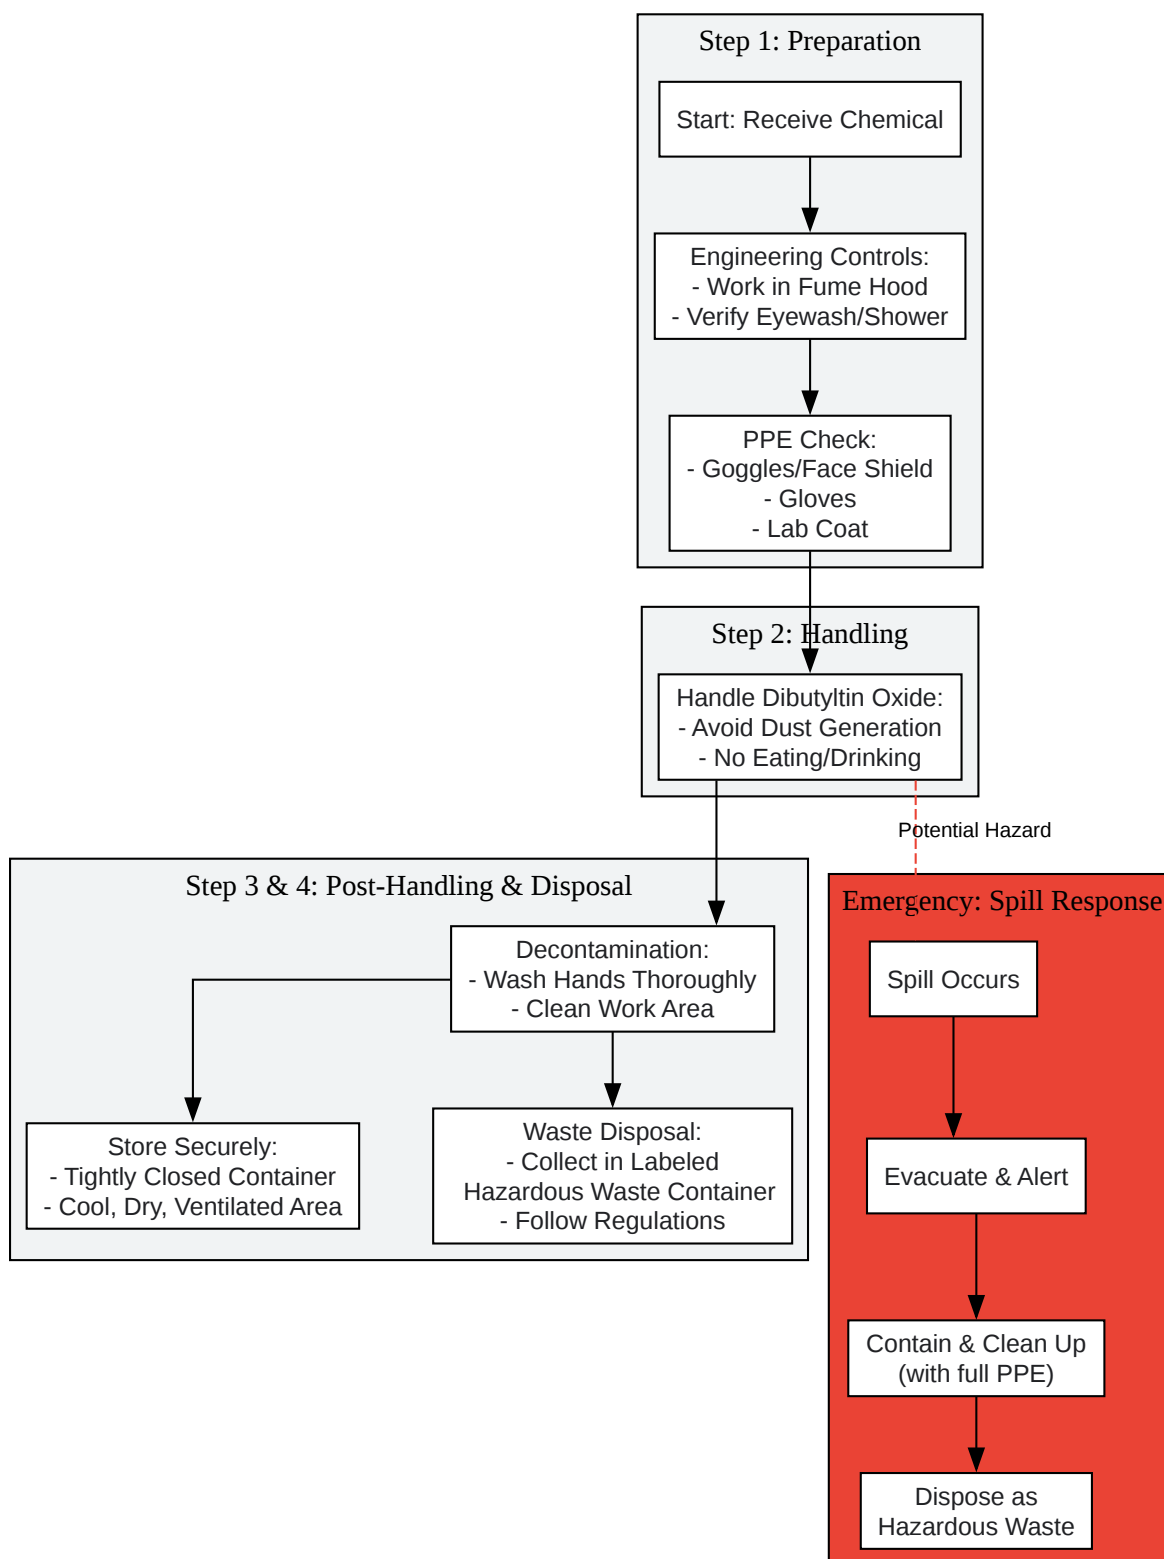 Step 1: Preparation
Start: Receive Chemical
Engineering Controls:
- Work in Fume Hood
- Verify Eyewash/Shower
PPE Check:
- Goggles/Face Shield
- Gloves
- Lab Coat
Step 2: Handling
Handle Dibutyltin Oxide:
- Avoid Dust Generation
- No Eating/Drinking
Potential Hazard
Step 3 & 4: Post-Handling & Disposal
Decontamination:
- Wash Hands Thoroughly
- Clean Work Area
Store Securely:
- Tightly Closed Container
- Cool, Dry, Ventilated Area
Waste Disposal:
- Collect in Labeled
Hazardous Waste Container
- Follow Regulations
Emergency: Spill Response
Spill Occurs
Evacuate & Alert
Contain & Clean Up
(with full PPE)
Dispose as
Hazardous Waste